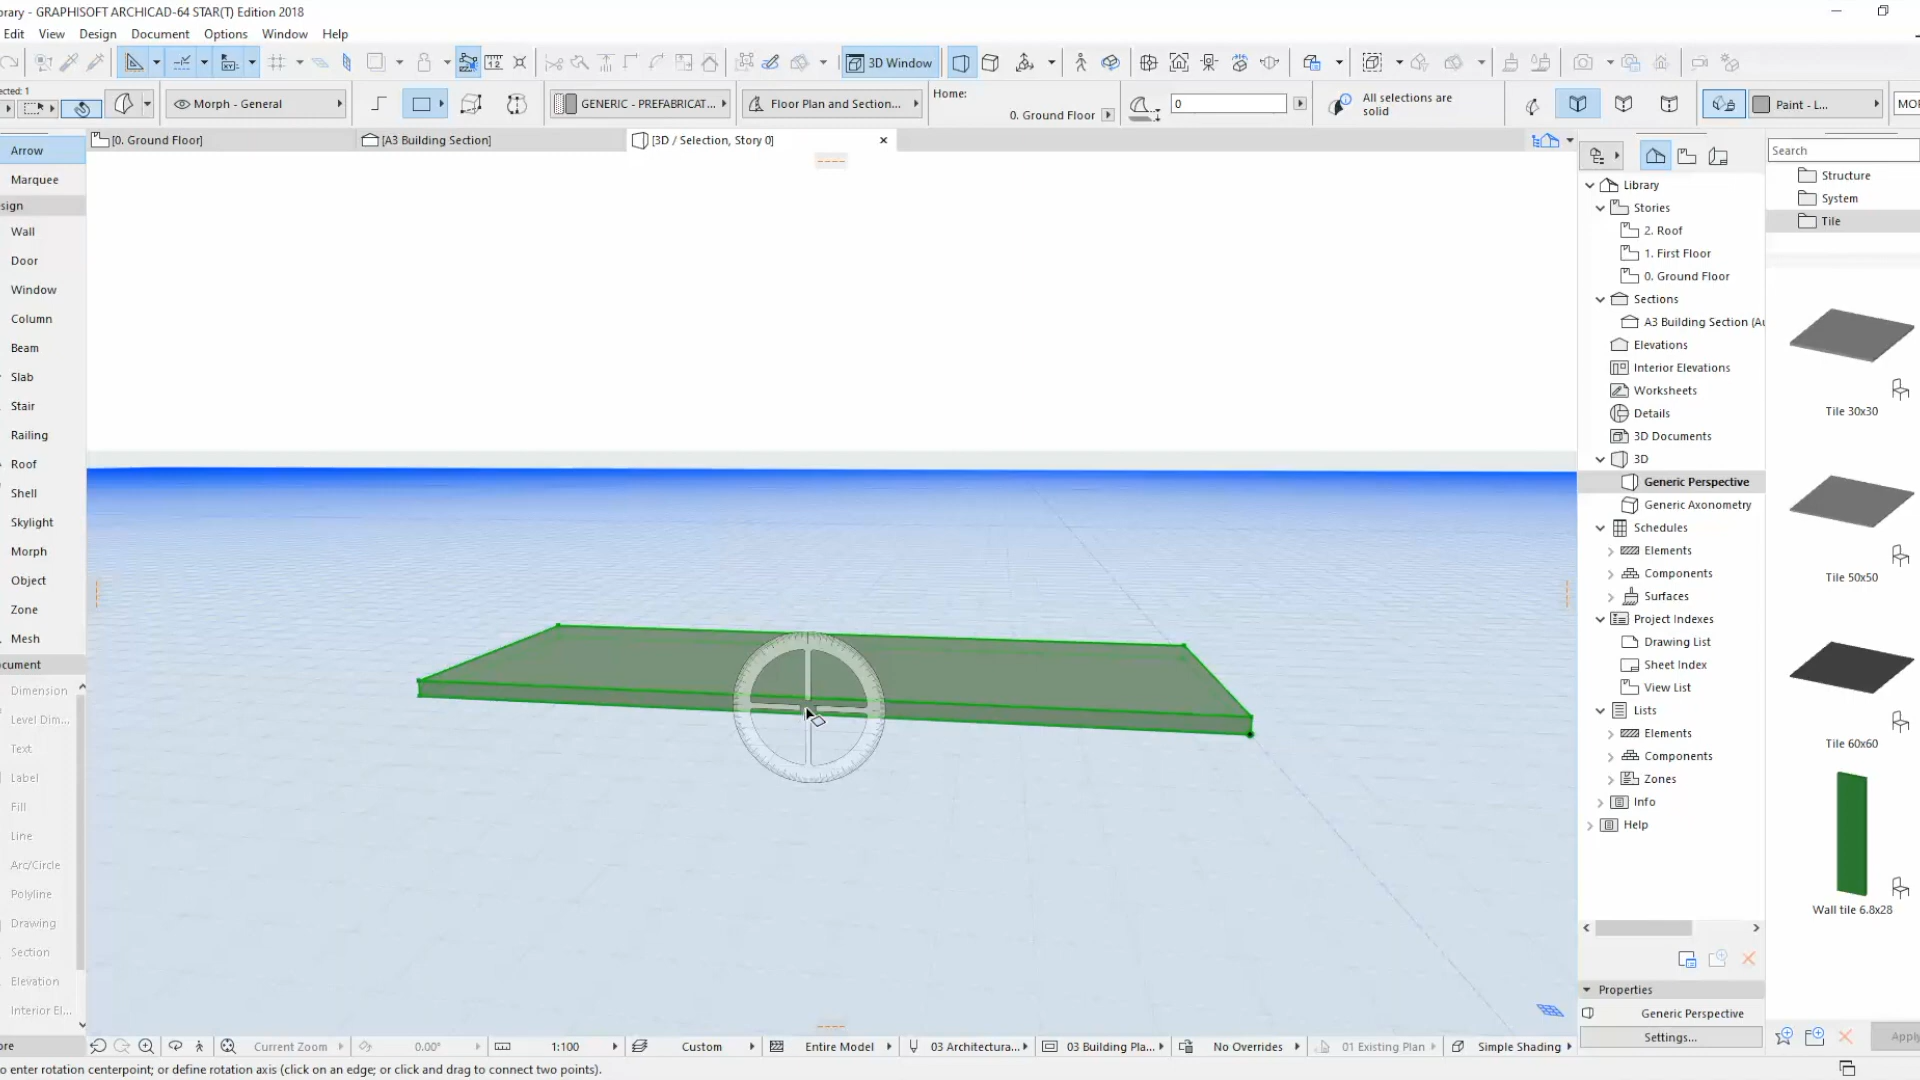 brary - GRAPHISOFT ARCHICAD-64 STAR(T) Edition 2018
Edit View Design Document Options Window Help
3D Window
ected: 1
Morph - General
GENERIC - PREFABRICAT...
Floor Plan and Section...
Home:
0. Ground Floor
0
All selections are
solid
Paint - L...
MOR
[0. Ground Floor]
[A3 Building Section]
[3D / Selection, Story 0]
Arrow
Marquee
sign
Wall
Door
Window
Column
Beam
Slab
Stair
Railing
Roof
Shell
Skylight
Morph
Object
Zone
Mesh
cument
Dimension
Level Dim...
Text
Label
Fill
Line
Arc/Circle
Polyline
Drawing
Section
Elevation
Interior El...
ore
Library
Stories
2. Roof
1. First Floor
0. Ground Floor
Sections
A3 Building Section (Au
Elevations
Interior Elevations
Worksheets
Details
3D Documents
3D
Generic Perspective
Generic Axonometry
Schedules
Elements
Components
Surfaces
Project Indexes
Drawing List
Sheet Index
View List
Lists
Elements
Components
Zones
Info
Help
Properties
Generic Perspective
Settings...
Search
Structure
System
Tile
Tile 30x30
Tile 50x50
Tile 60x60
Wall tile 6.8x28
Apply
Current Zoom
0.00°
1:100
Custom
Entire Model
03 Architectura...
03 Building Pla...
No Overrides
01 Existing Plan
Simple Shading
o enter rotation centerpoint; or define rotation axis (click on an edge; or click and drag to connect two points).